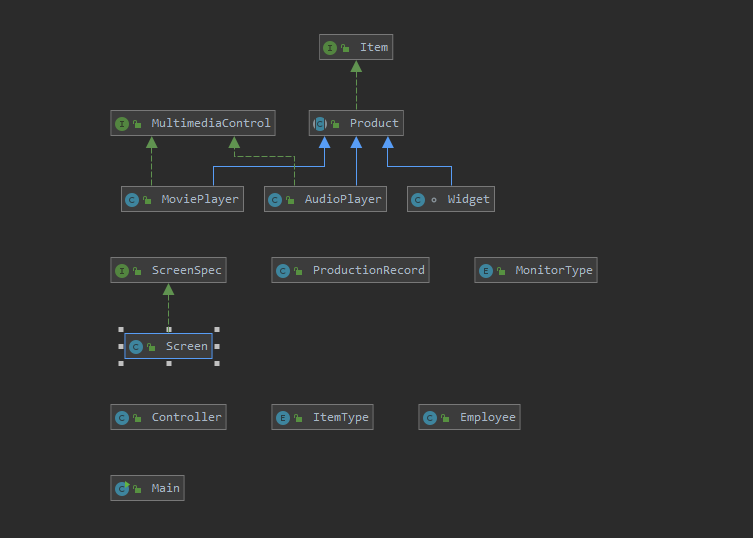 I Item
I MultimediaControl C Product
C MoviePlayer C AudioPlayer C Widget
I ScreenSpec C ProductionRecord E MonitorType
C Screen
C Controller E ItemType C Employee
C Main